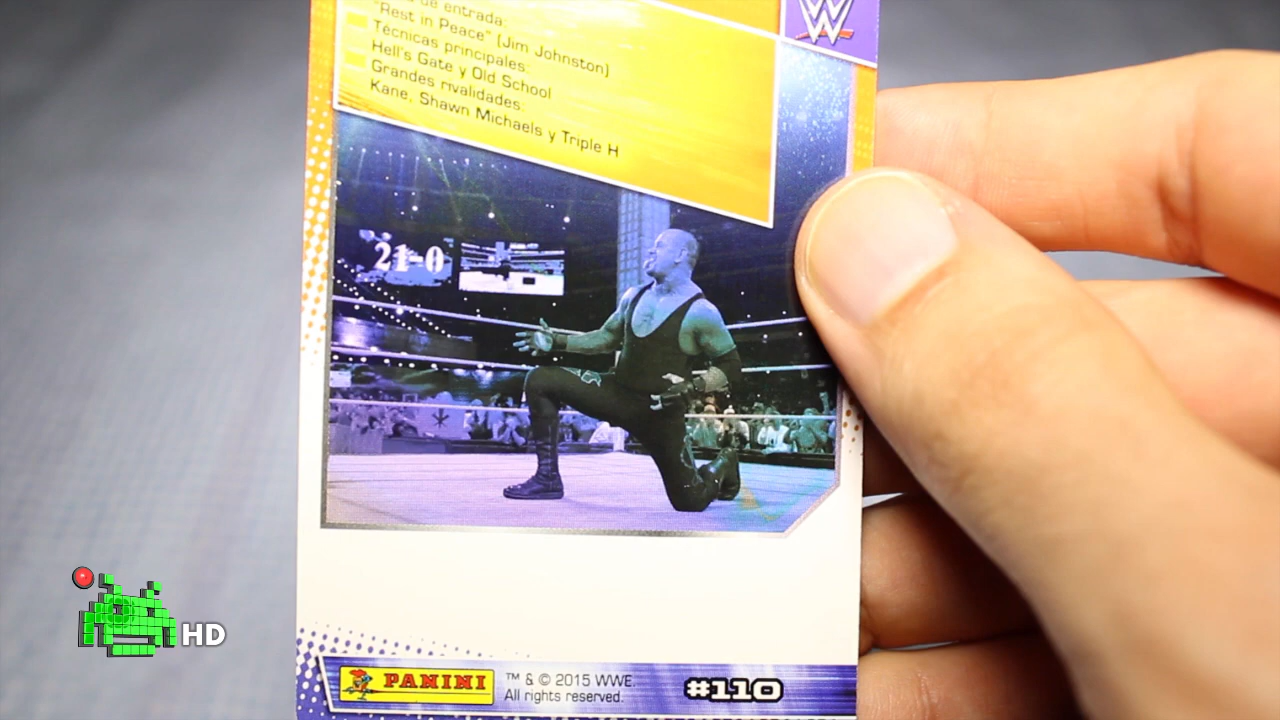 de entrada:
"Rest in Peace" (Jim Johnston)
Técnicas principales:
Hell's Gate y Old School
Grandes rivalidades:
Kane, Shawn Michaels y Triple H
W
21-0
PANINI
™ & © 2015 WWE.
All rights reserved.
#110
HD